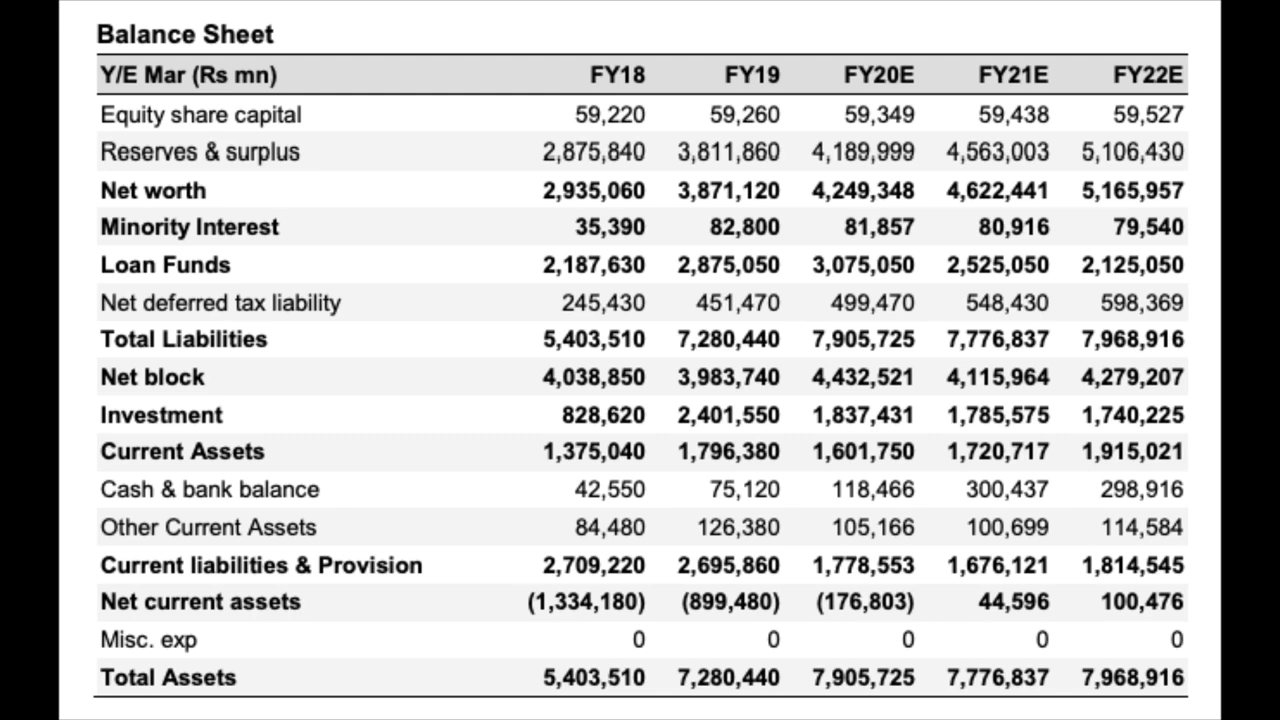 Balance Sheet
Y/E Mar (Rs mn) FY18 FY19 FY20E FY21E FY22E
Equity share capital 59,220 59,260 59,349 59,438 59,527
Reserves & surplus 2,875,840 3,811,860 4,189,999 4,563,003 5,106,430
Net worth 2,935,060 3,871,120 4,249,348 4,622,441 5,165,957
Minority Interest 35,390 82,800 81,857 80,916 79,540
Loan Funds 2,187,630 2,875,050 3,075,050 2,525,050 2,125,050
Net deferred tax liability 245,430 451,470 499,470 548,430 598,369
Total Liabilities 5,403,510 7,280,440 7,905,725 7,776,837 7,968,916
Net block 4,038,850 3,983,740 4,432,521 4,115,964 4,279,207
Investment 828,620 2,401,550 1,837,431 1,785,575 1,740,225
Current Assets 1,375,040 1,796,380 1,601,750 1,720,717 1,915,021
Cash & bank balance 42,550 75,120 118,466 300,437 298,916
Other Current Assets 84,480 126,380 105,166 100,699 114,584
Current liabilities & Provision 2,709,220 2,695,860 1,778,553 1,676,121 1,814,545
Net current assets (1,334,180) (899,480) (176,803) 44,596 100,476
Misc. exp 0 0 0 0 0
Total Assets 5,403,510 7,280,440 7,905,725 7,776,837 7,968,916